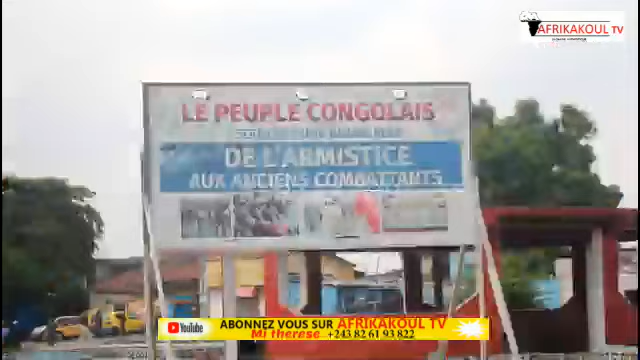 AFRIKAKOUL TV
LE PEUPLE CONGOLAIS
DE L'ARMISTICE
AUX ANCIENS COMBATTANTS
YouTube
ABONNEZ VOUS SUR AFRIKAKOUL TV
Mi therese +243 82 61 93 822